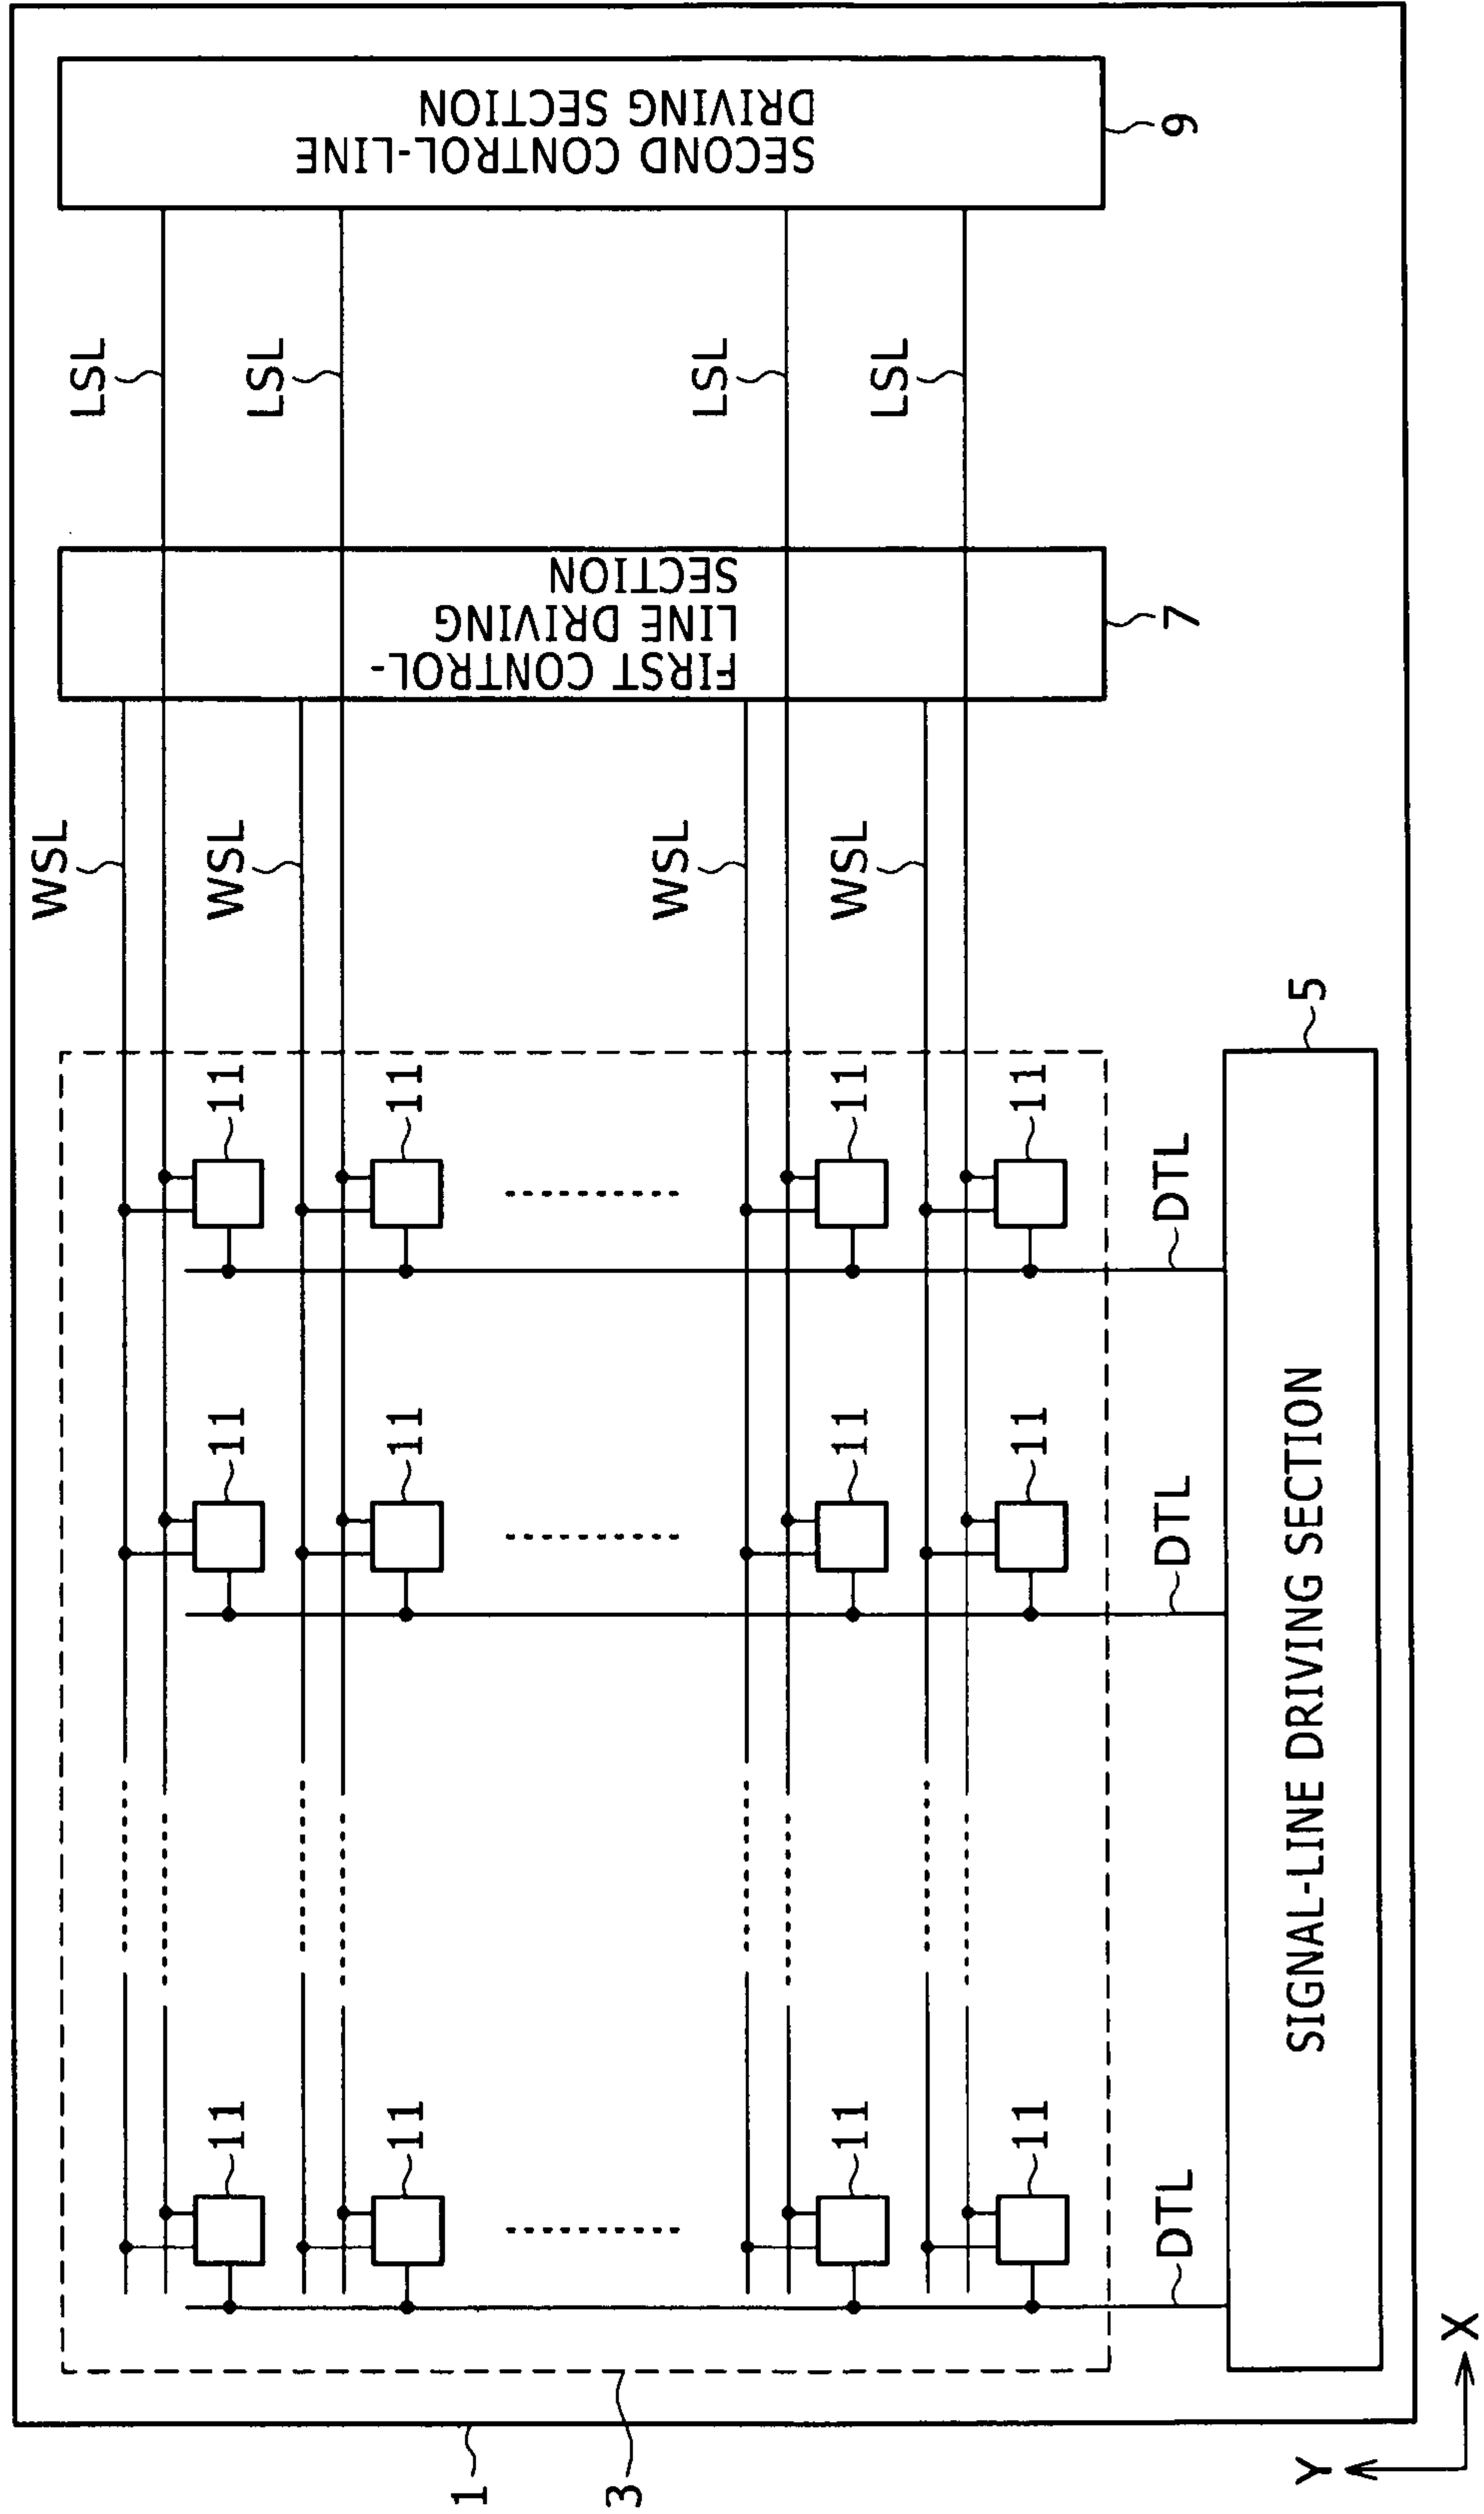 SECOND CONTROL-LINE
DRIVING SECTION
9
LSL
LSL
LSL
LSL
FIRST CONTROL-
LINE DRIVING
SECTION
7
WSL
WSL
WSL
WSL
5
11
11
11
11
DTL
11
11
11
11
DTL
SIGNAL-LINE DRIVING SECTION
11
11
11
11
DTL
1
3
Y
X